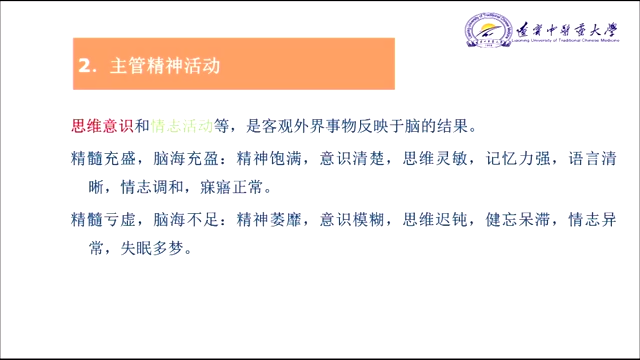 遼寧中醫藥大學
Liaoning University of Traditional Chinese Medicine
2．主管精神活动
思维意识和情志活动等，是客观外界事物反映于脑的结果。
精髓充盛，脑海充盈：精神饱满，意识清楚，思维灵敏，记忆力强，语言清
晰，情志调和，寐寤正常。
精髓亏虚，脑海不足：精神萎靡，意识模糊，思维迟钝，健忘呆滞，情志异
常，失眠多梦。